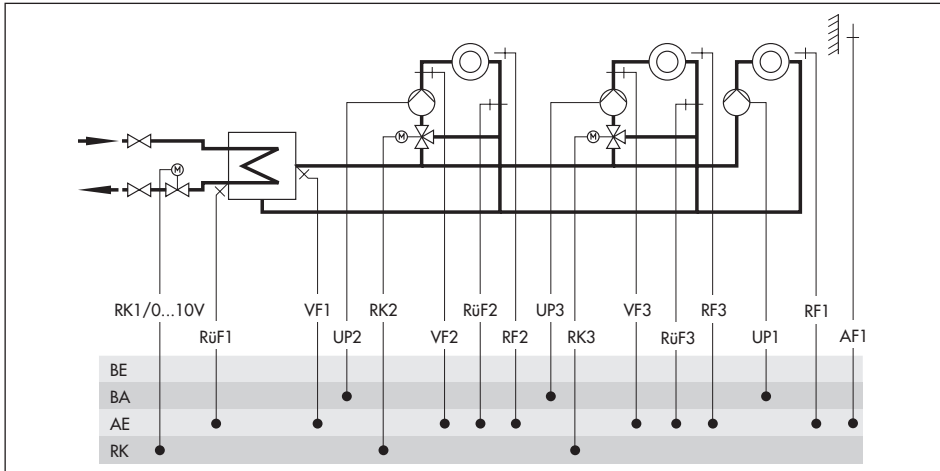 M
M
M
RK1/0...10V VF1 RK2 RüF2 UP3 VF3 RF3 RF1
RüF1 UP2 VF2 RF2 RK3 RüF3 UP1 AF1
BE
BA
AE
RK